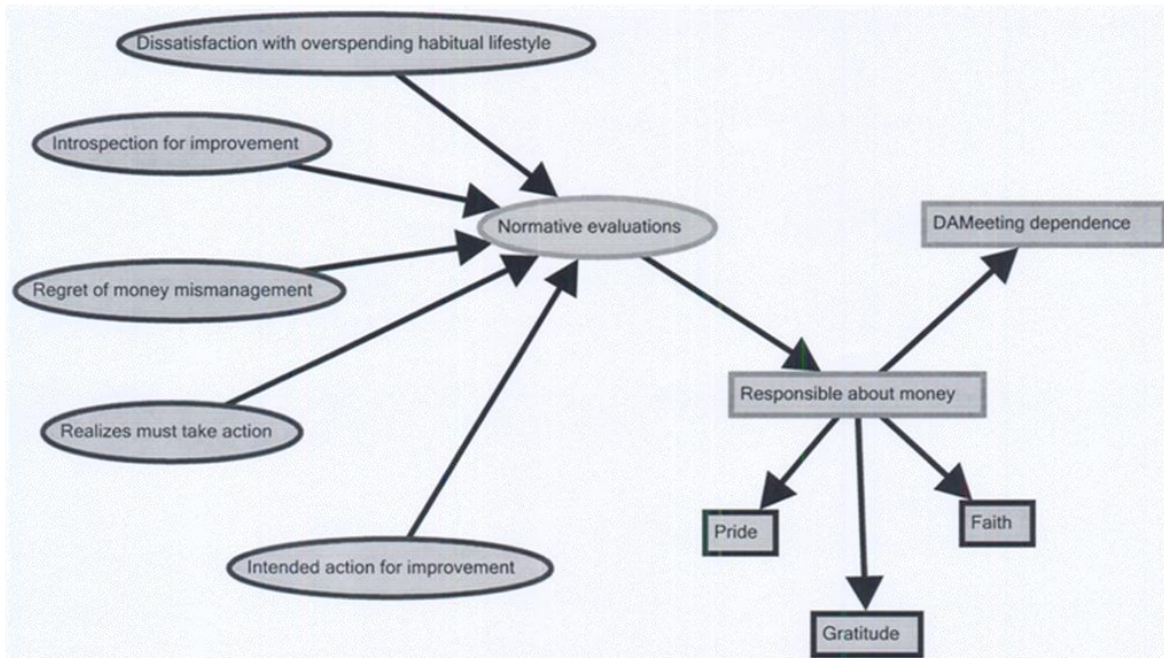 Dissatisfaction with overspending habitual lifestyle
Introspection for improvement
Normative evaluations
DAMeeting dependence
Regret of money mismanagement
Responsible about money
Realizes must take action
Pride
Faith
Intended action for improvement
Gratitude